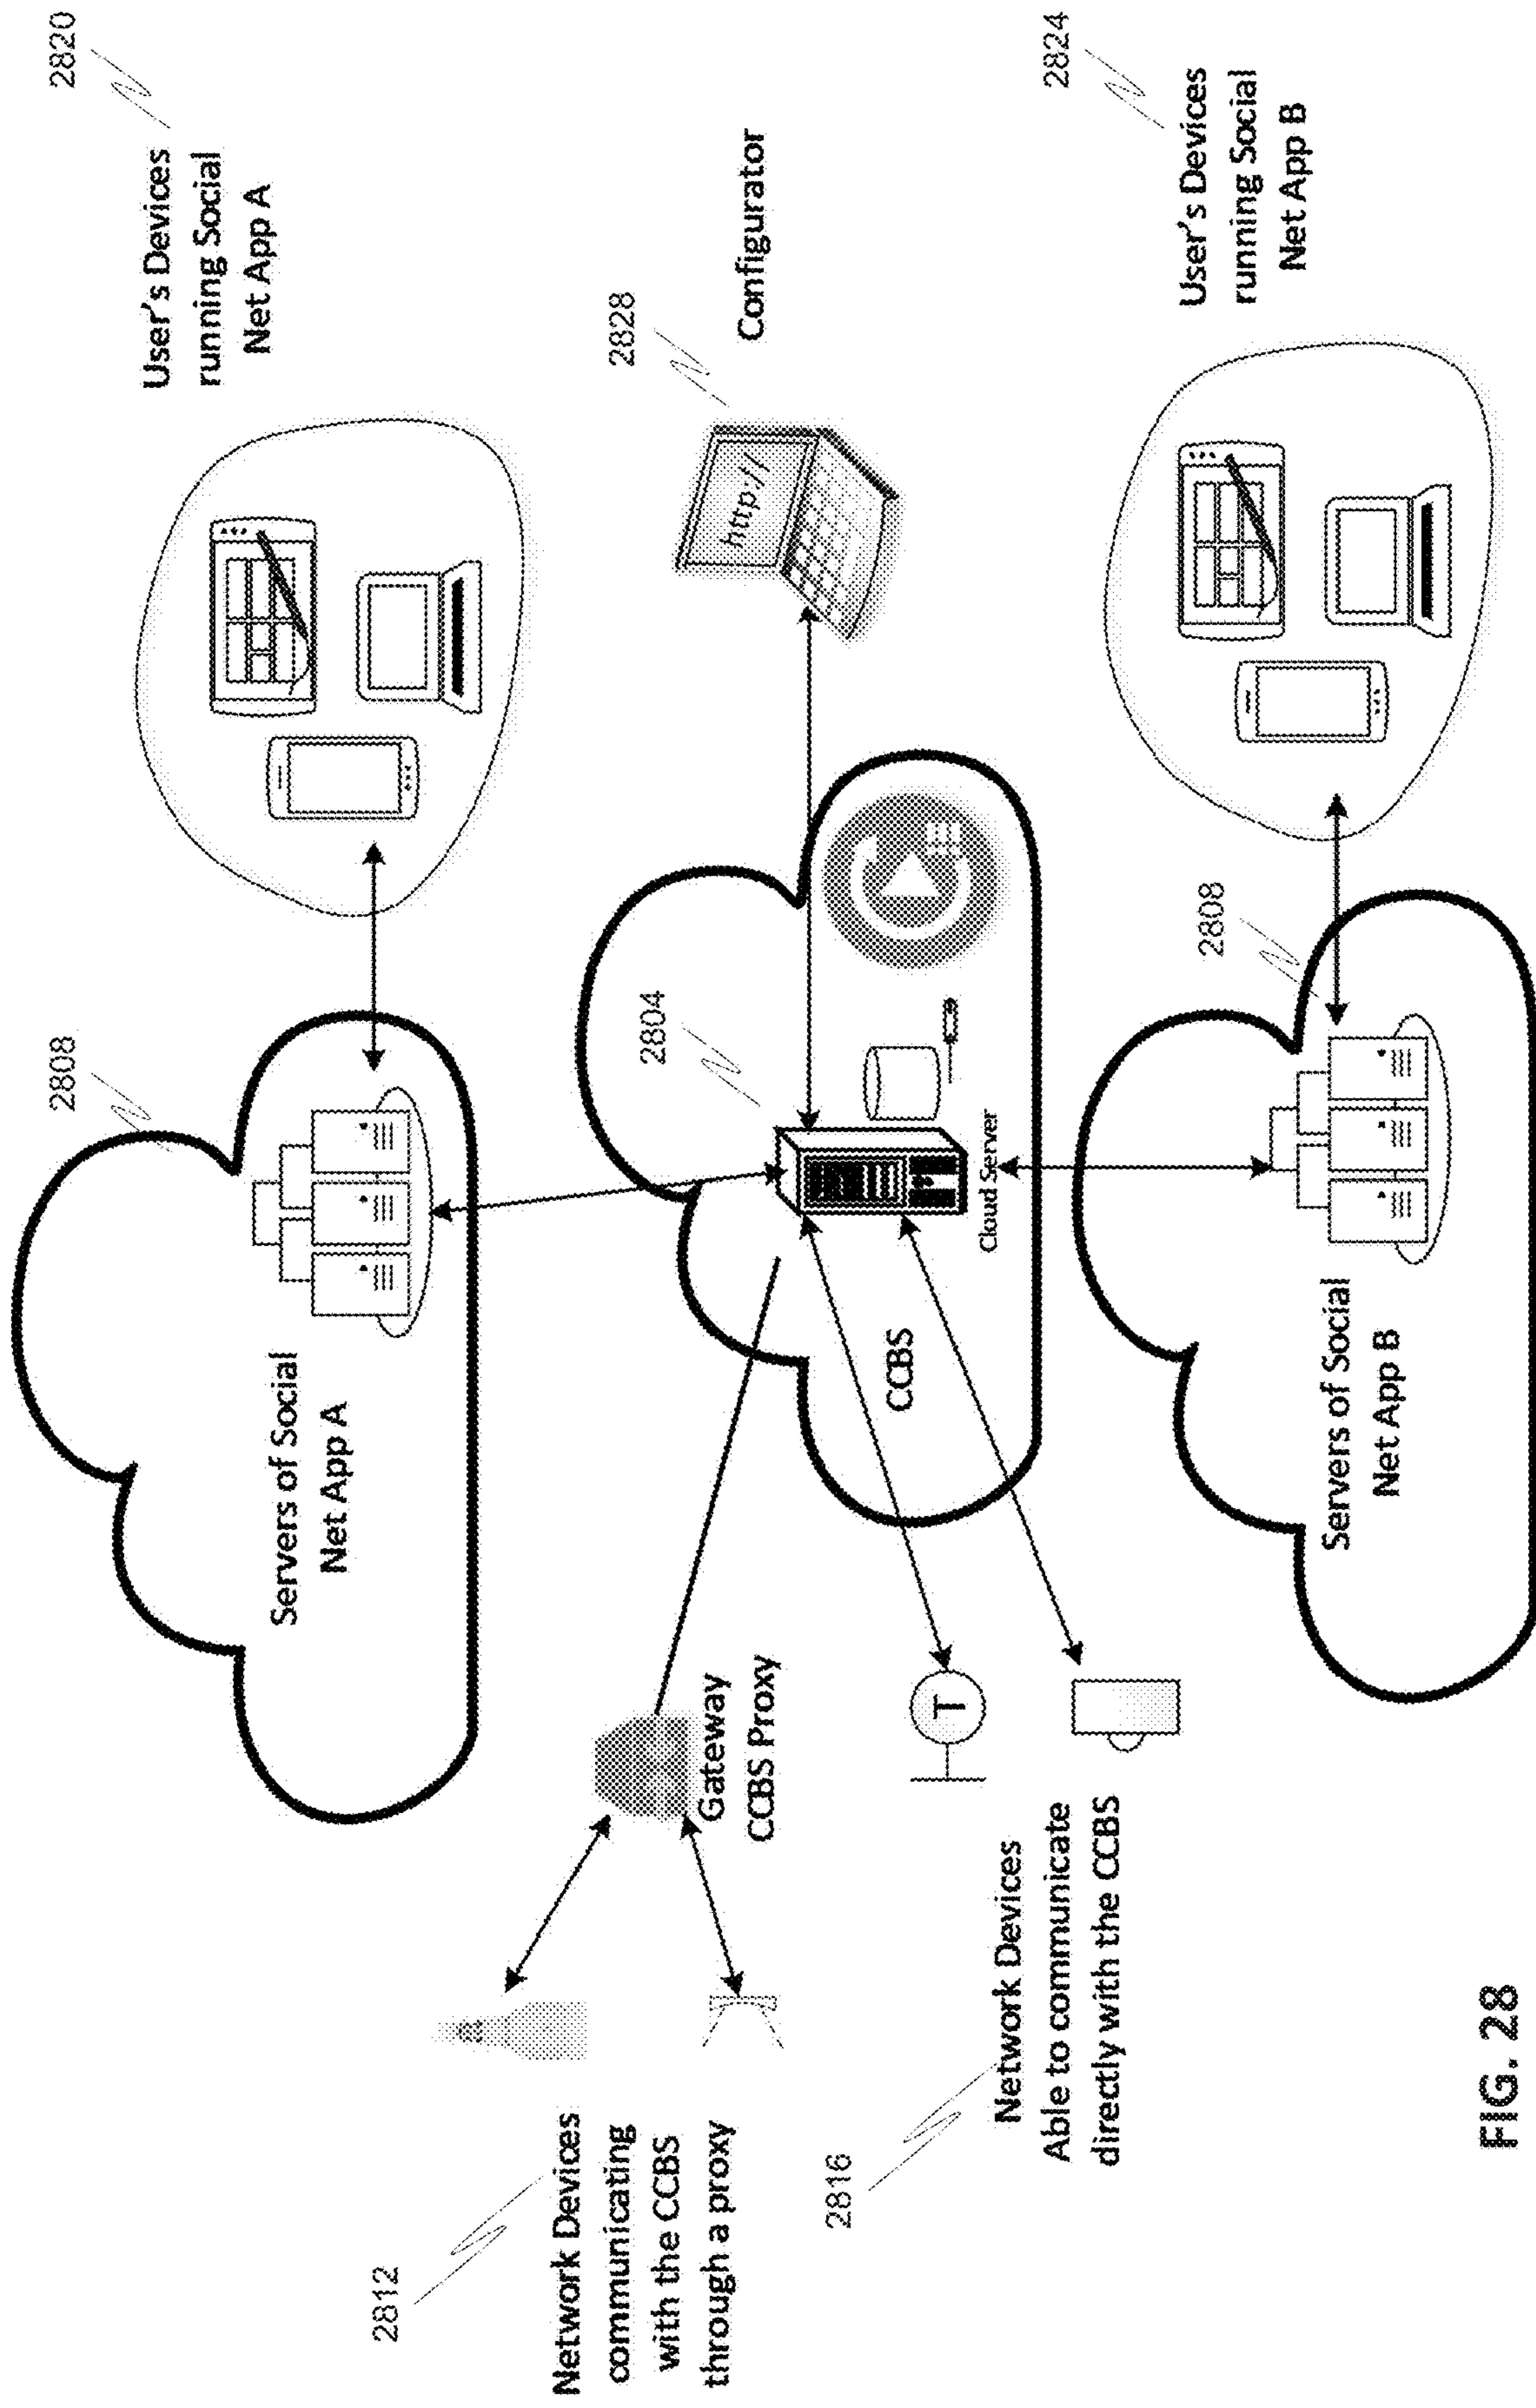 2808
2820
Servers of Social
Net App A
User's Devices
running Social
Net App A
2812
Network Devices
communicating
with the CCBS
through a proxy
Gateway
CCBS Proxy
2804
2828
http://
Configurator
CCBS
Cloud Server
2816
Network Devices
Able to communicate
directly with the CCBS
T
2808
2824
Servers of Social
Net App B
User's Devices
running Social
Net App B
FIG. 28